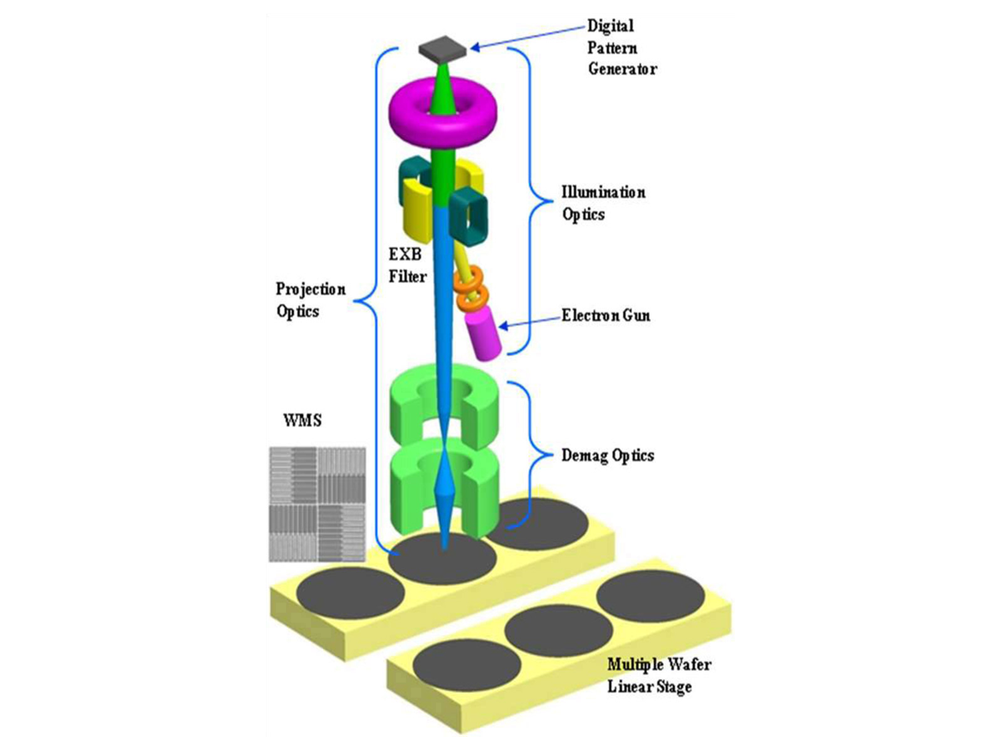 Digital
Pattern
Generator
Illumination
Optics
EXB
Filter
Projection
Optics
Electron Gun
WMS
Demag Optics
Multiple Wafer
Linear Stage